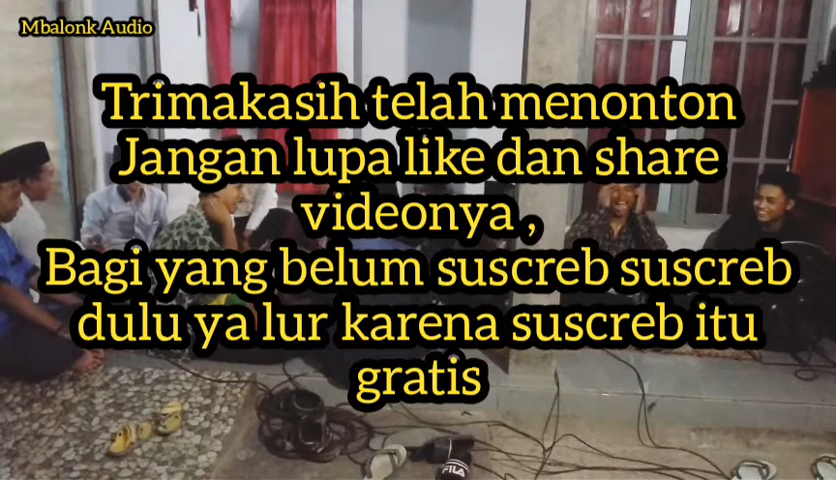 Mbalonk Audio
Trimakasih telah menonton
Jangan lupa like dan share
videonya ,
Bagi yang belum suscreb suscreb
dulu ya lur karena suscreb itu
gratis
FILA